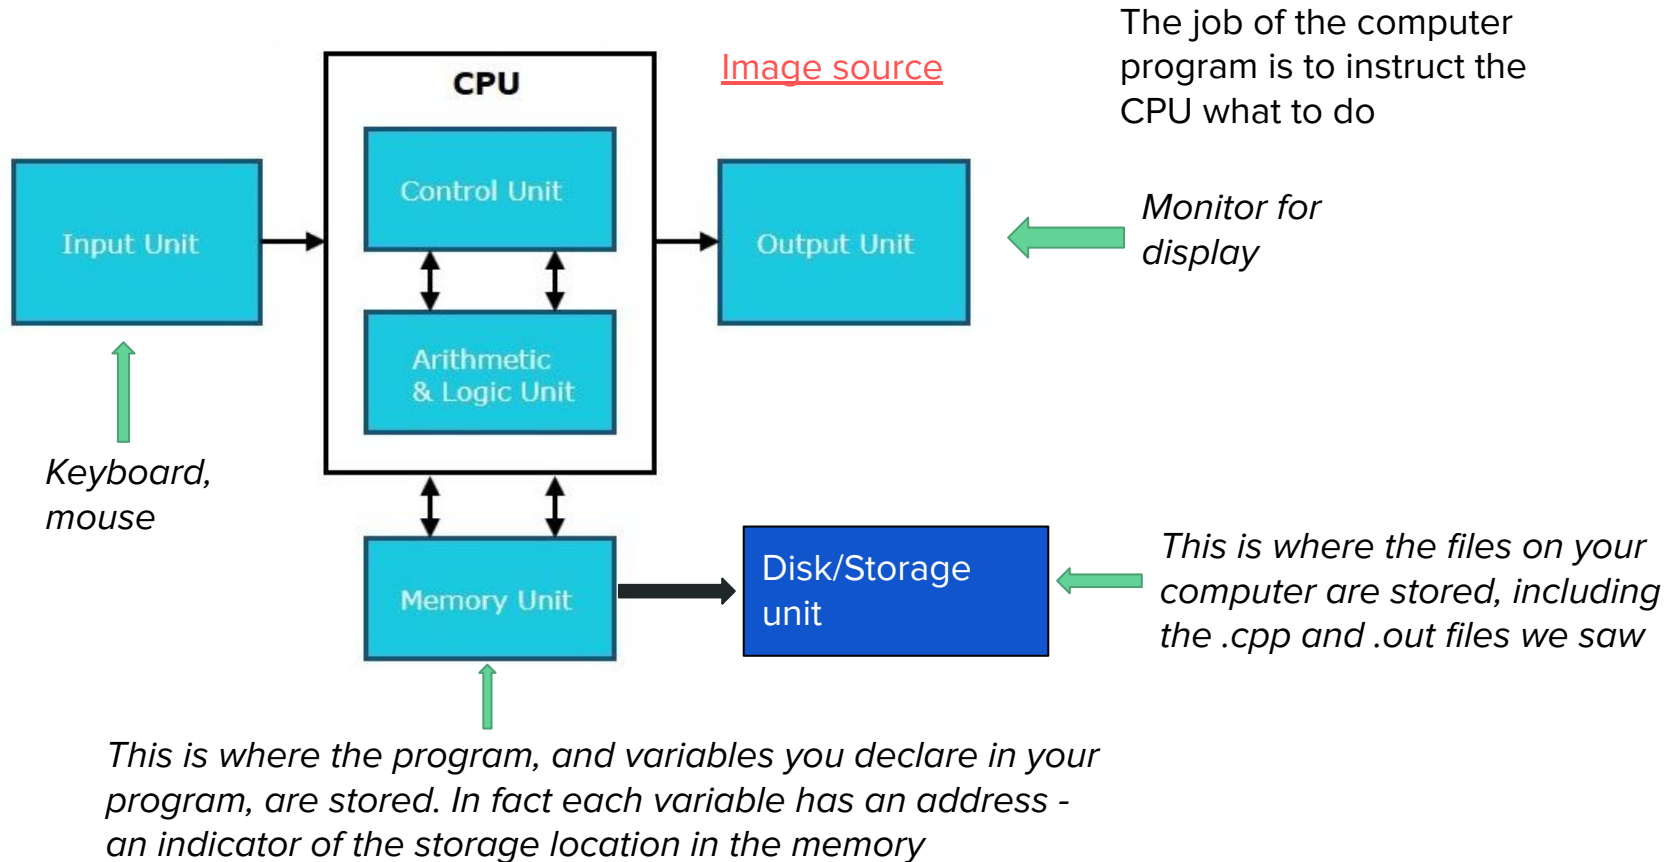 The job of the computer
program is to instruct the
CPU what to do
Image source
CPU
Control Unit
Input Unit
Output Unit
Monitor for
display
Arithmetic
& Logic Unit
Keyboard,
mouse
Memory Unit
Disk/Storage
unit
This is where the files on your
computer are stored, including
the .cpp and .out files we saw
This is where the program, and variables you declare in your
program, are stored. In fact each variable has an address -
an indicator of the storage location in the memory